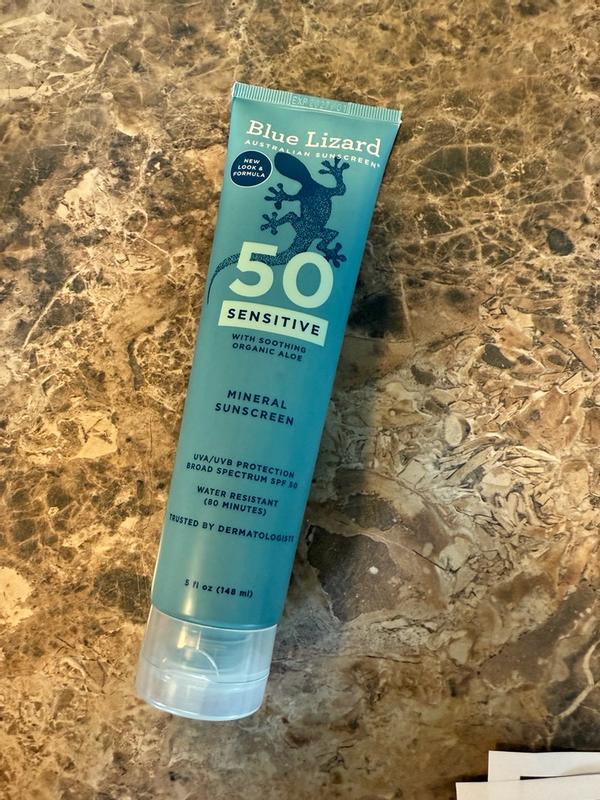 Blue Lizard
AUSTRALIAN SUNSCREEN®
NEW
LOOK &
FORMULA
50
SENSITIVE
WITH SOOTHING
ORGANIC ALOE
MINERAL
SUNSCREEN
UVA/UVB PROTECTION
BROAD SPECTRUM SPF 50
WATER RESISTANT
(80 MINUTES)
TRUSTED BY DERMATOLOGISTS
5 fl oz (148 ml)